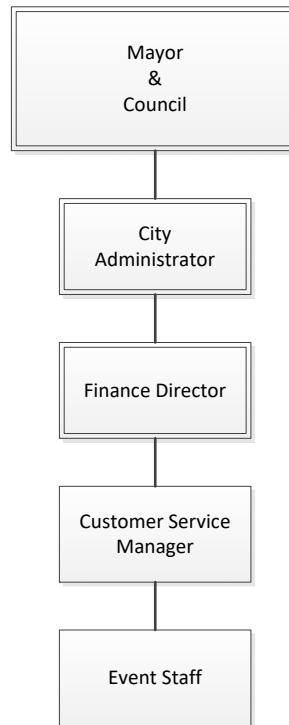 Mayor
&
Council
City
Administrator
Finance Director
Customer Service
Manager
Event Staff